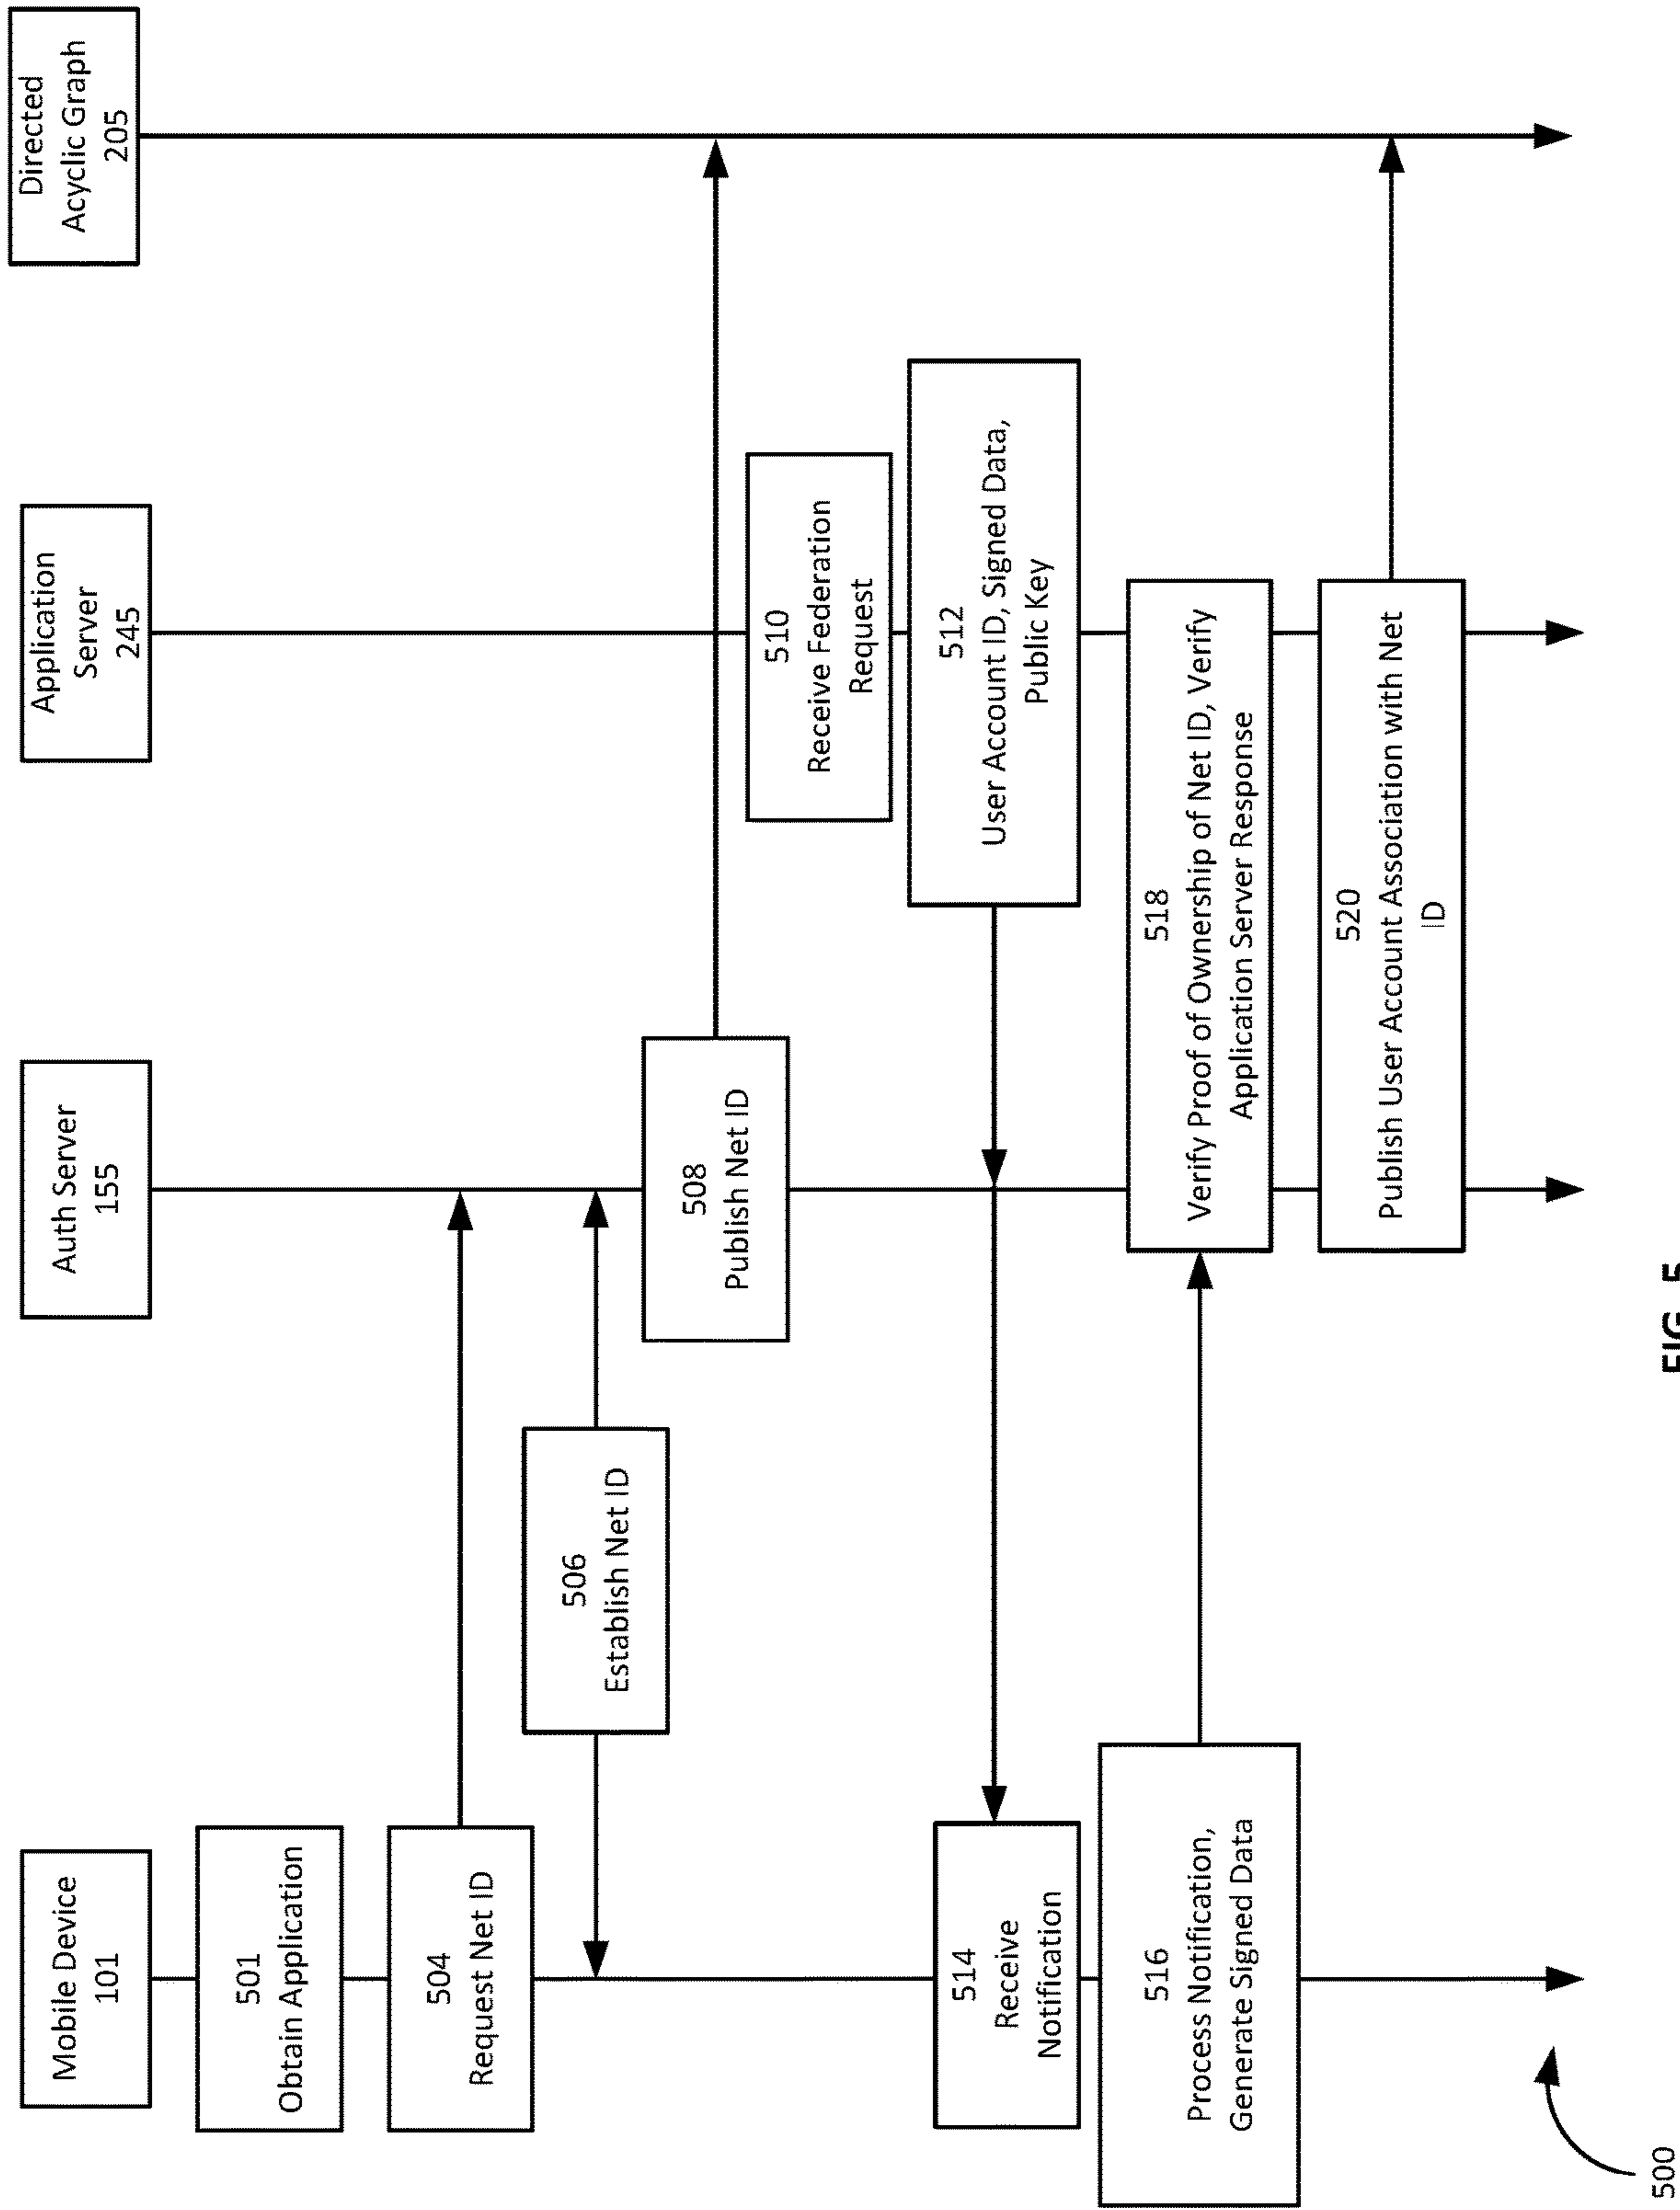 Mobile Device
101
Auth Server
155
Application
Server
245
Directed
Acyclic Graph
205
501
Obtain Application
504
Request Net ID
506
Establish Net ID
508
Publish Net ID
510
Receive Federation
Request
512
User Account ID, Signed Data,
Public Key
514
Receive
Notification
516
Process Notification,
Generate Signed Data
518
Verify Proof of Ownership of Net ID, Verify
Application Server Response
520
Publish User Account Association with Net
ID
500
FIG. 5